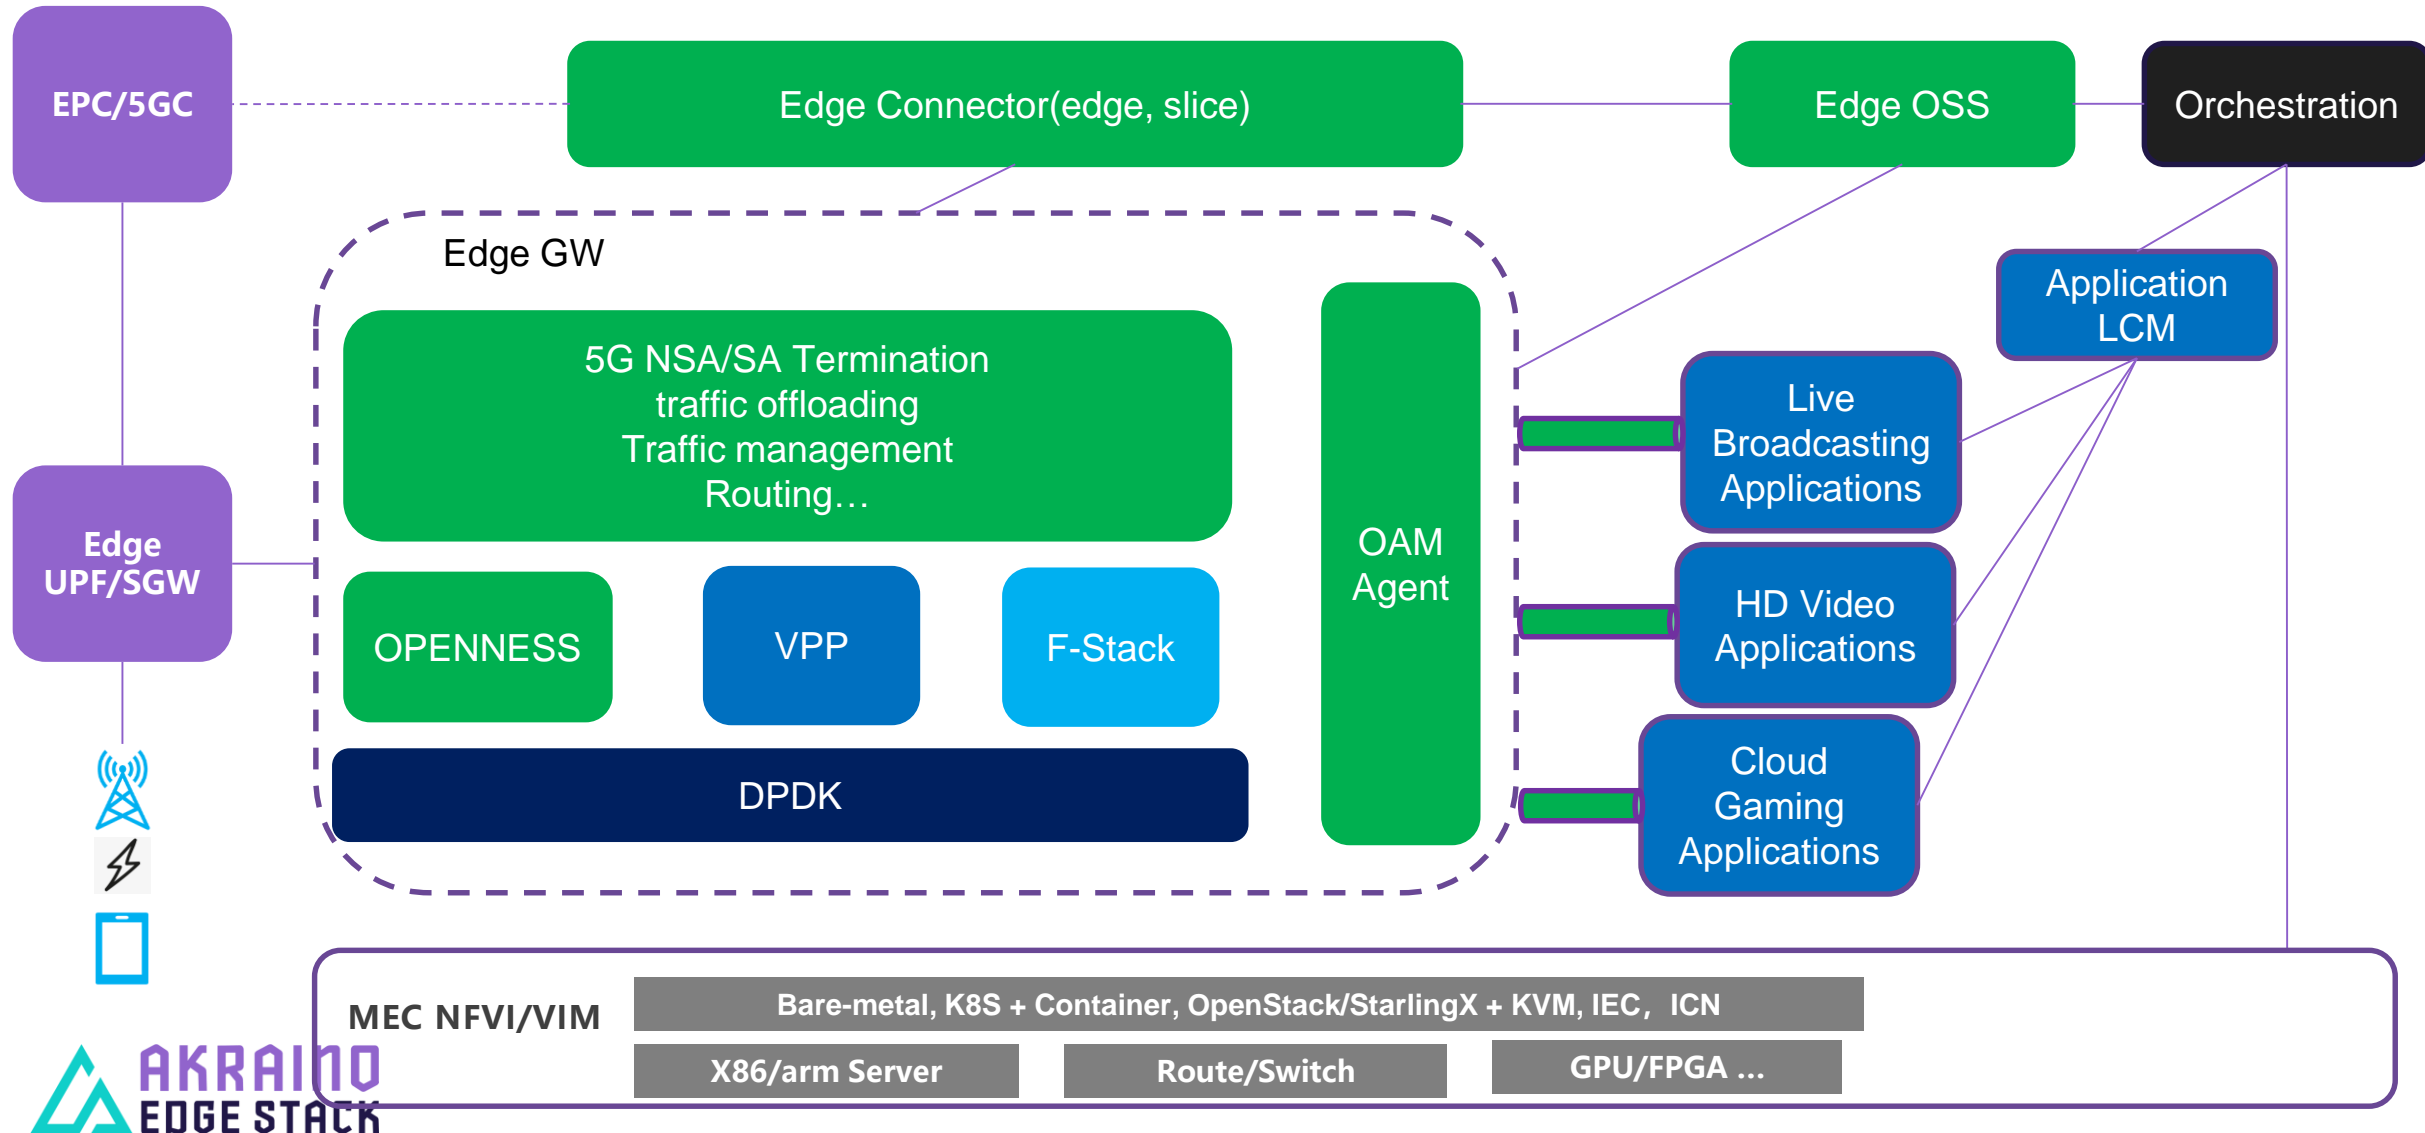 EPC/5GC
Edge Connector(edge, slice)
Edge OSS
Orchestration
Edge GW
Application
LCM
5G NSA/SA Termination
traffic offloading
Traffic management
Routing…
OAM
Agent
Live
Broadcasting
Applications
Edge
UPF/SGW
OPENNESS
VPP
F-Stack
HD Video
Applications
DPDK
Cloud
Gaming
Applications
MEC NFVI/VIM
Bare-metal, K8S + Container, OpenStack/StarlingX + KVM, IEC，ICN
X86/arm Server
Route/Switch
GPU/FPGA ...
AKRAINO
EDGE STACK